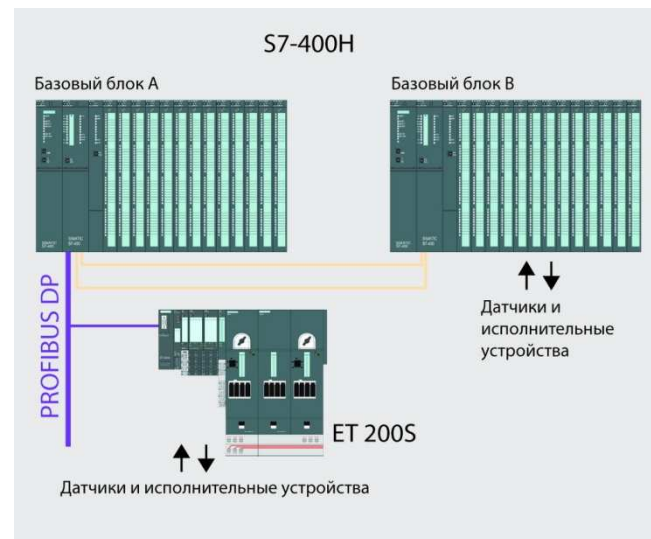 S7-400H
Базовый блок A
Базовый блок B
PROFIBUS DP
Датчики и
исполнительные
устройства
ET 200S
Датчики и исполнительные устройства